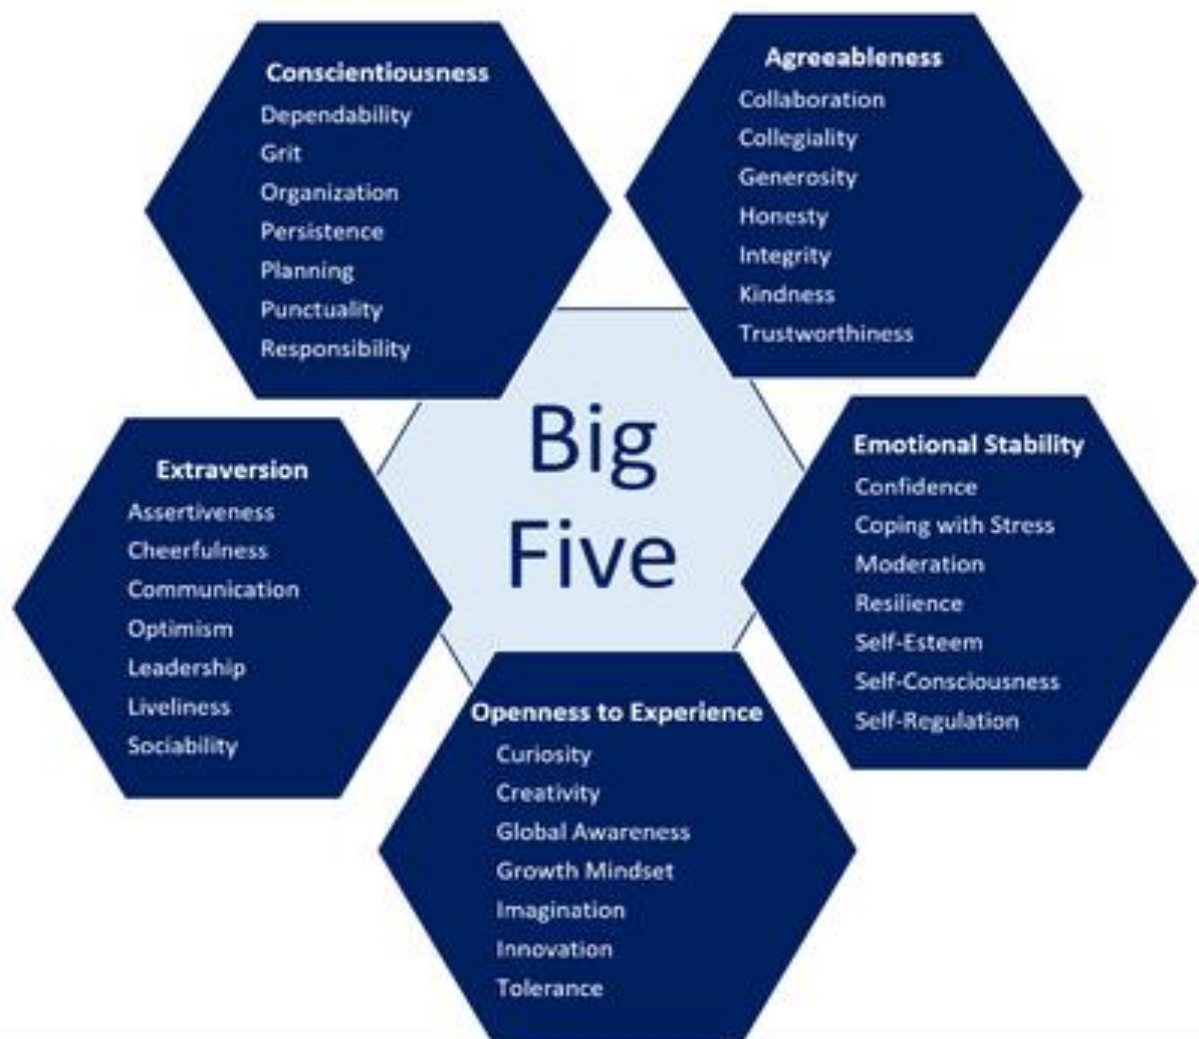 Conscientiousness
Dependability
Grit
Organization
Persistence
Planning
Punctuality
Responsibility
Agreeableness
Collaboration
Collegiality
Generosity
Honesty
Integrity
Kindness
Trustworthiness
Big
Five
Extraversion
Assertiveness
Cheerfulness
Communication
Optimism
Leadership
Liveliness
Sociability
Emotional Stability
Confidence
Coping with Stress
Moderation
Resilience
Self-Esteem
Self-Consciousness
Self-Regulation
Openness to Experience
Curiosity
Creativity
Global Awareness
Growth Mindset
Imagination
Innovation
Tolerance